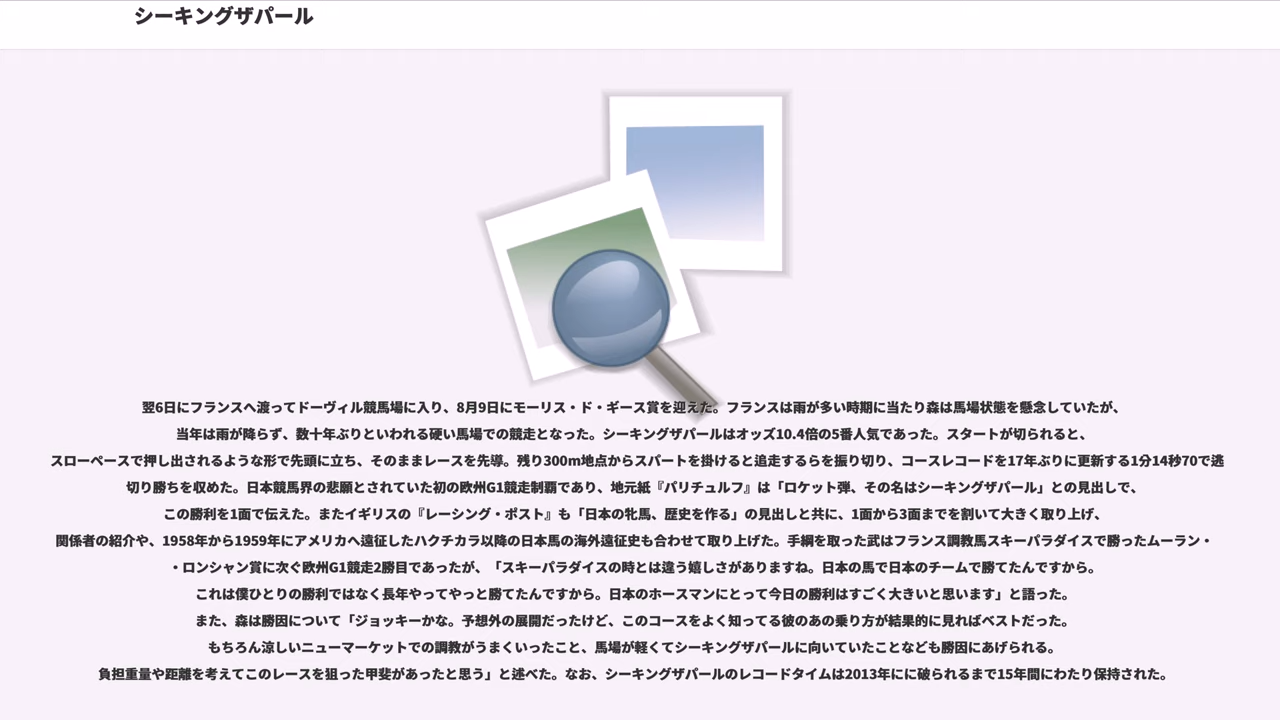 シーキングザパール
翌6日にフランスへ渡ってドーヴィル競馬場に入り、8月9日にモーリス・ド・ギース賞を迎えた。フランスは雨が多い時期に当たり森は馬場状態を懸念していたが、
当年は雨が降らず、数十年ぶりといわれる硬い馬場での競走となった。シーキングザパールはオッズ10.4倍の5番人気であった。スタートが切られると、
スローペースで押し出されるような形で先頭に立ち、そのままレースを先導。残り300m地点からスパートを掛けると追走するらを振り切り、コースレコードを17年ぶりに更新する1分14秒70で逃
切り勝ちを収めた。日本競馬界の悲願とされていた初の欧州G1競走制覇であり、地元紙『パリチュルフ』は「ロケット弾、その名はシーキングザパール」との見出しで、
この勝利を1面で伝えた。またイギリスの『レーシング・ポスト』も「日本の牝馬、歴史を作る」の見出しと共に、1面から3面までを割いて大きく取り上げ、
関係者の紹介や、1958年から1959年にアメリカへ遠征したハクチカラ以降の日本馬の海外遠征史も合わせて取り上げた。手綱を取った武はフランス調教馬スキーパラダイスで勝ったムーラン・
・ロンシャン賞に次ぐ欧州G1競走2勝目であったが、「スキーパラダイスの時とは違う嬉しさがありますね。日本の馬で日本のチームで勝てたんですから。
これは僕ひとりの勝利ではなく長年やってやっと勝てたんですから。日本のホースマンにとって今日の勝利はすごく大きいと思います」と語った。
また、森は勝因について「ジョッキーかな。予想外の展開だったけど、このコースをよく知ってる彼のあの乗り方が結果的に見ればベストだった。
もちろん涼しいニューマーケットでの調教がうまくいったこと、馬場が軽くてシーキングザパールに向いていたことなども勝因にあげられる。
負担重量や距離を考えてこのレースを狙った甲斐があったと思う」と述べた。なお、シーキングザパールのレコードタイムは2013年にに破られるまで15年間にわたり保持された。